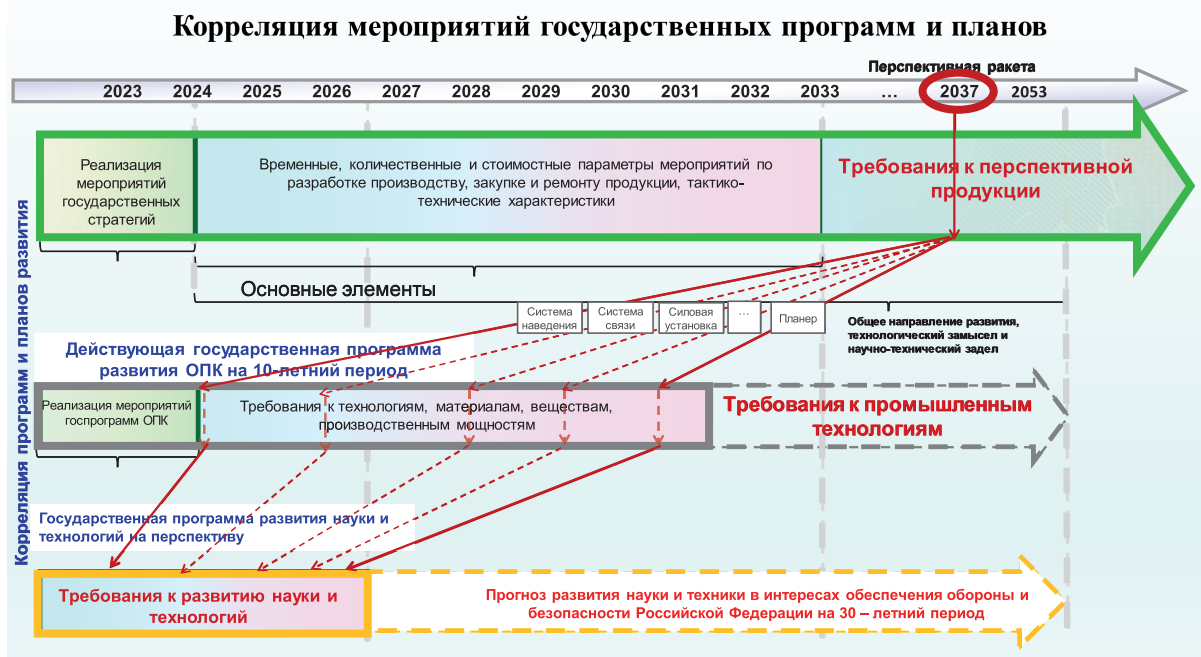 Корреляция мероприятий государственных программ и планов
Перспективная ракета
2023 2024 2025 2026 2027 2028 2029 2030 2031 2032 2033 ... 2037 2053
Корреляция программ и планов развития
Реализация
мероприятий
государственных
стратегий
Временные, количественные и стоимостные параметры мероприятий по
разработке производству, закупке и ремонту продукции, тактико-
технические характеристики
Требования к перспективной
продукции
Основные элементы
Система
наведения
Система
связи
Силовая
установка
...
Планер
Общее направление развития,
технологический замысел и
научно-технический задел
Действующая государственная программа
развития ОПК на 10-летний период
Реализация мероприятий
госпрограмм ОПК
Требования к технологиям, материалам, веществам,
производственным мощностям
Требования к промышленным
технологиям
Государственная программа развития науки и
технологий на перспективу
Требования к развитию науки и
технологий
Прогноз развития науки и техники в интересах обеспечения обороны и
безопасности Российской Федерации на 30 – летний период